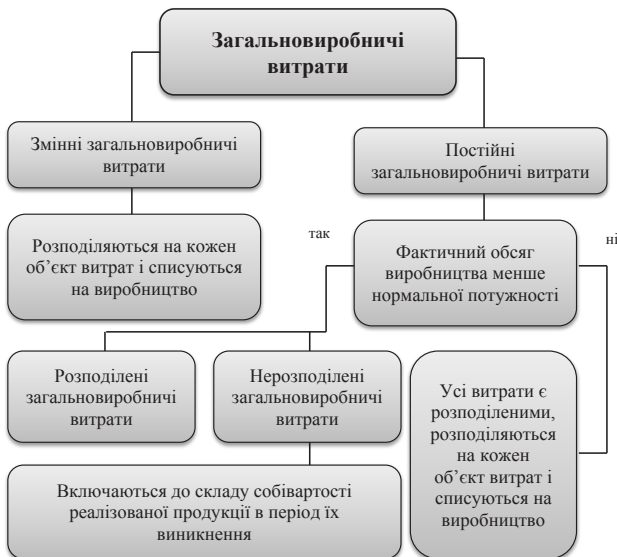 Загальновиробничі
витрати
Змінні загальновиробничі
витрати
Постійні
загальновиробничі витрати
Розподіляються на кожен
об’єкт витрат і списуються
на виробництво
так
Фактичний обсяг
виробництва менше
нормальної потужності
ні
Розподілені
загальновиробничі
витрати
Нерозподілені
загальновиробничі
витрати
Усі витрати є
розподіленими,
розподіляються
на кожен
об’єкт витрат і
списуються на
виробництво
Включаються до складу собівартості
реалізованої продукції в період їх
виникнення